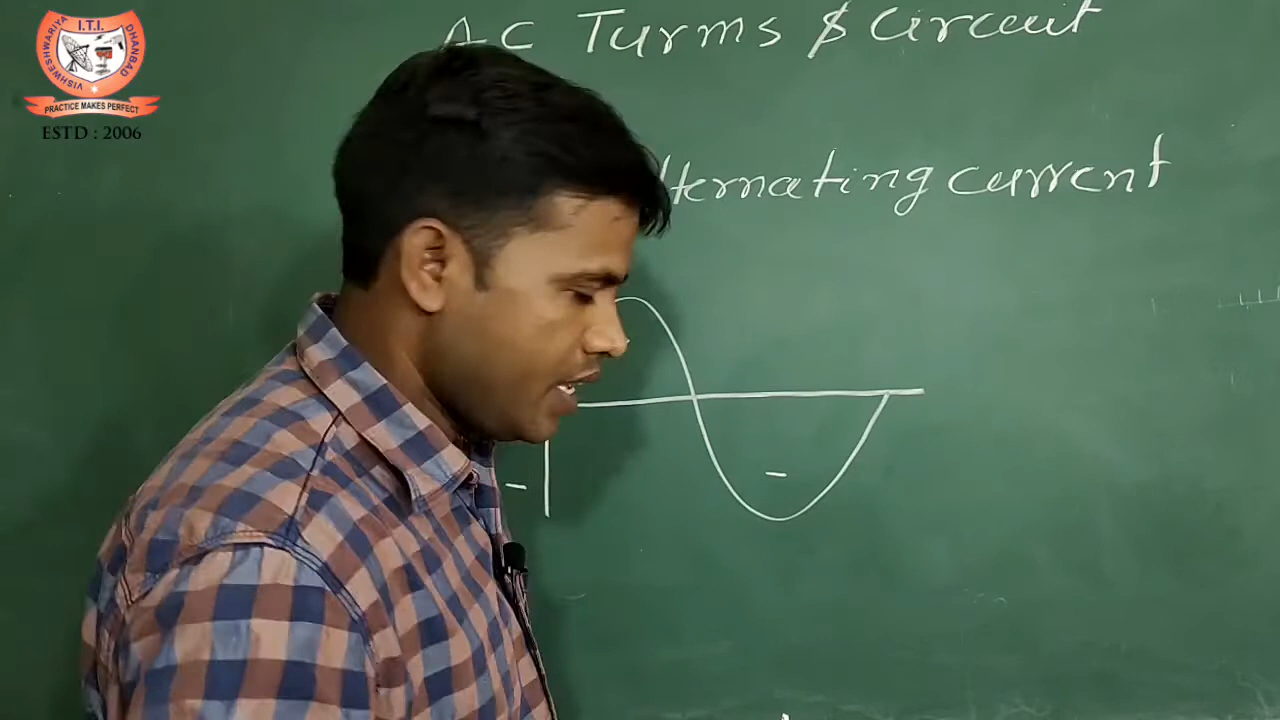 AC Turms & Circuit
I.T.I.
VISHWESHWARIYA DHANBAD
PRACTICE MAKES PERFECT
ESTD : 2006
lternating current
-
-